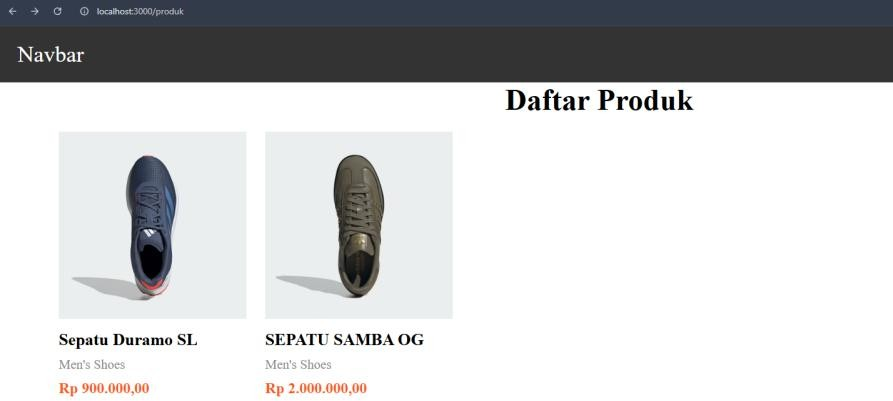 localhost:3000/produk
Navbar
Daftar Produk
Sepatu Duramo SL
Men's Shoes
Rp 900.000,00
SEPATU SAMBA OG
Men's Shoes
Rp 2.000.000,00